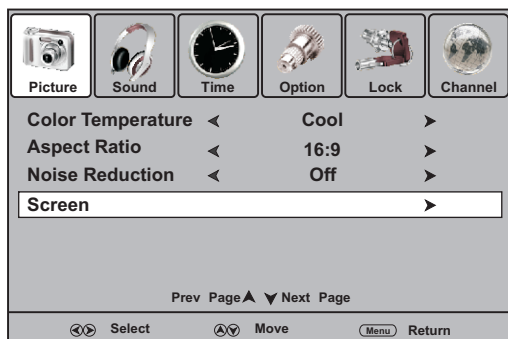 Picture Sound Time Option Lock Channel
Color Temperature Cool
Aspect Ratio 16:9
Noise Reduction Off
Screen
Prev Page Next Page
Select Move Menu Return